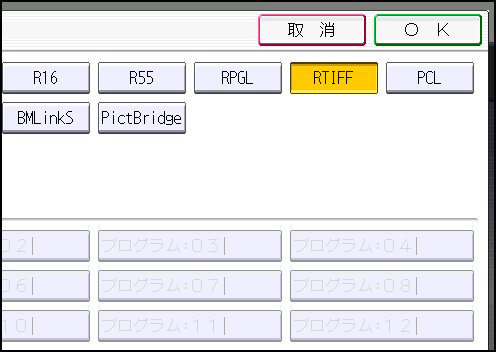 取 消 O K
R16 R55 RPGL RTIFF PCL
BMLinkS PictBridge
02 プログラム:03 プログラム:04
06 プログラム:07 プログラム:08
10 プログラム:11 プログラム:12